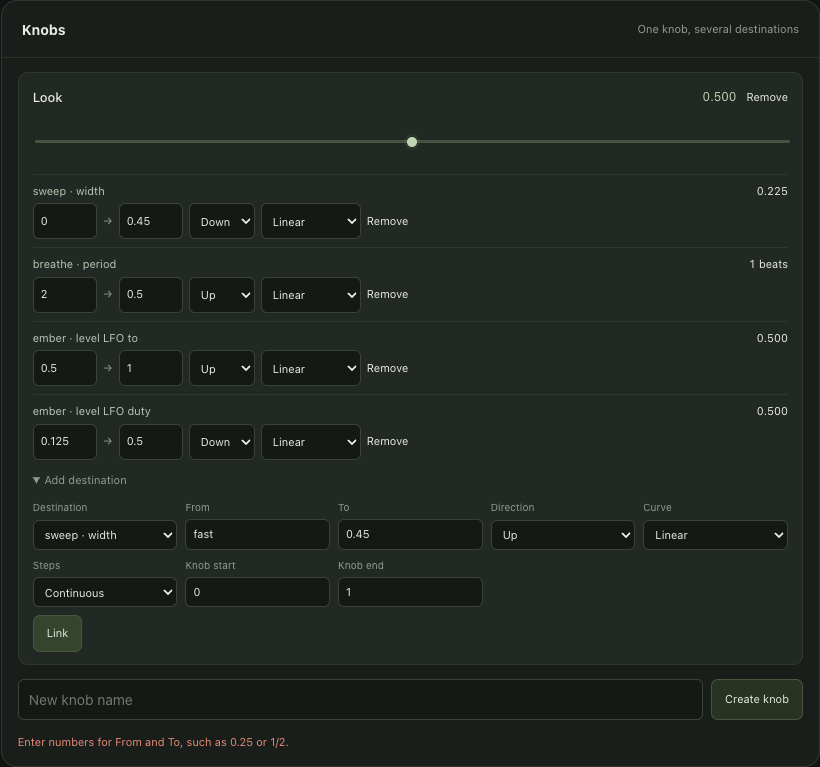 Knobs One knob, several destinations
Look 0.500 Remove
sweep · width 0.225
0 → 0.45 Down Linear Remove
breathe · period 1 beats
2 → 0.5 Up Linear Remove
ember · level LFO to 0.500
0.5 → 1 Up Linear Remove
ember · level LFO duty 0.500
0.125 → 0.5 Down Linear Remove
▼ Add destination
Destination From To Direction Curve
sweep · width fast 0.45 Up Linear
Steps Knob start Knob end
Continuous 0 1
Link
New knob name Create knob
Enter numbers for From and To, such as 0.25 or 1/2.